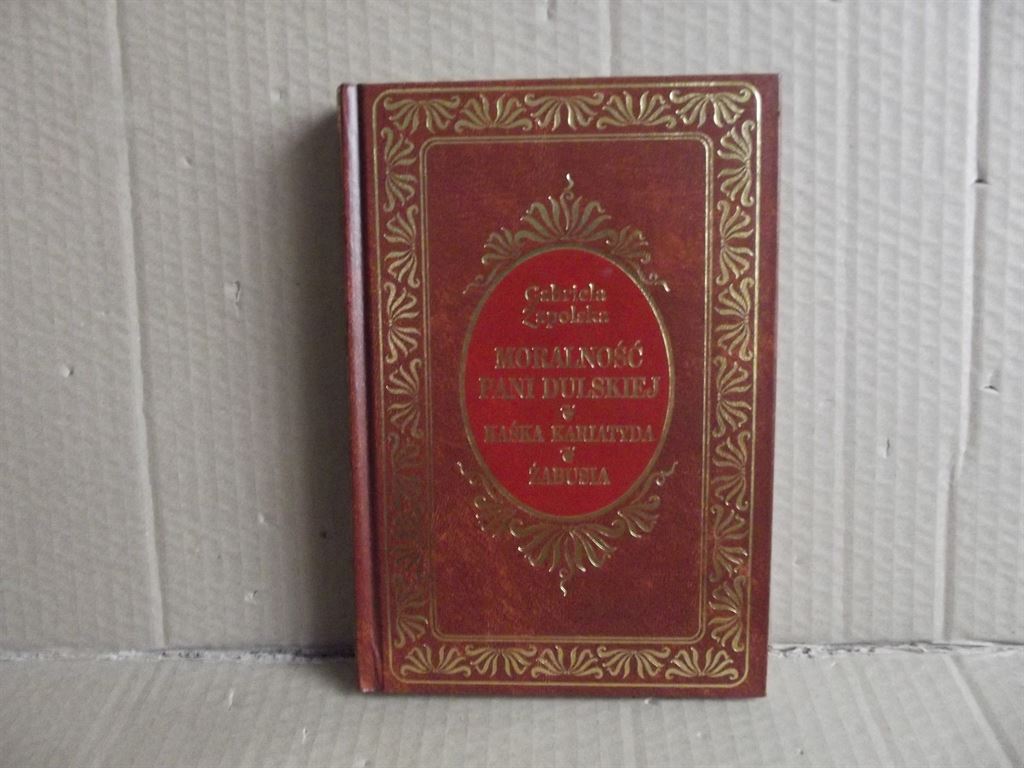 Gabriela
Zapolska
MORALNOŚĆ
PANI DULSKIEJ
KAŚKA KARIATYDA
ŻABUSIA